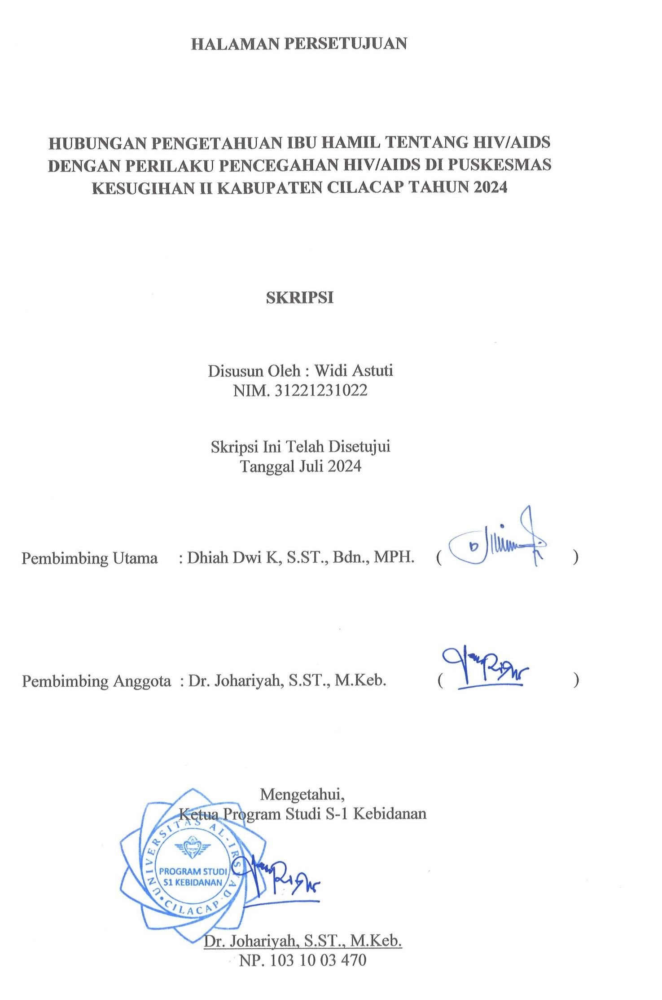 HALAMAN PERSETUJUAN
HUBUNGAN PENGETAHUAN IBU HAMIL TENTANG HIV/AIDS
DENGAN PERILAKU PENCEGAHAN HIV/AIDS DI PUSKESMAS
KESUGIHAN II KABUPATEN CILACAP TAHUN 2024
SKRIPSI
Disusun Oleh : Widi Astuti
NIM. 31221231022
Skripsi Ini Telah Disetujui
Tanggal Juli 2024
Pembimbing Utama : Dhiah Dwi K, S.ST., Bdn., MPH. ( )
Pembimbing Anggota : Dr. Johariyah, S.ST., M.Keb. ( )
Mengetahui,
Ketua Program Studi S-1 Kebidanan
UNIVERSITAS AL-IRSYAD
PROGRAM STUDI
S1 KEBIDANAN
CILACAP
Dr. Johariyah, S.ST., M.Keb.
NP. 103 10 03 470